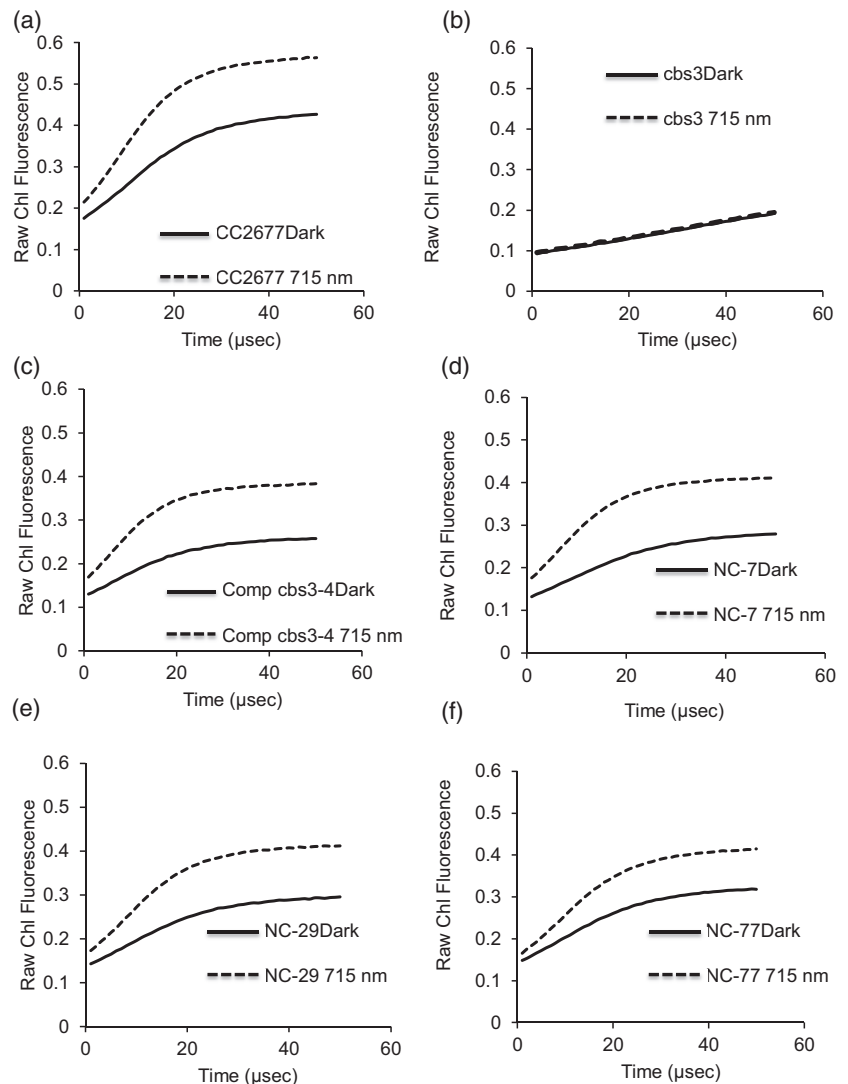 (a)
Raw Chl Fluorescence
0.6
0.5
0.4
0.3
0.2
0.1
0
0 20 40 60
Time (µsec)
CC2677Dark
CC2677 715 nm
(b)
Raw Chl Fluorescence
0.6
0.5
0.4
0.3
0.2
0.1
0
0 20 40 60
Time (µsec)
cbs3Dark
cbs3 715 nm
(c)
Raw Chl Fluorescence
0.6
0.5
0.4
0.3
0.2
0.1
0
0 20 40 60
Time (µsec)
Comp cbs3-4Dark
Comp cbs3-4 715 nm
(d)
Raw Chl Fluorescence
0.6
0.5
0.4
0.3
0.2
0.1
0
0 20 40 60
Time (µsec)
NC-7Dark
NC-7 715 nm
(e)
Raw Chl Fluorescence
0.6
0.5
0.4
0.3
0.2
0.1
0
0 20 40 60
Time (µsec)
NC-29Dark
NC-29 715 nm
(f)
Raw Chl Fluorescence
0.6
0.5
0.4
0.3
0.2
0.1
0
0 20 40 60
Time (µsec)
NC-77Dark
NC-77 715 nm